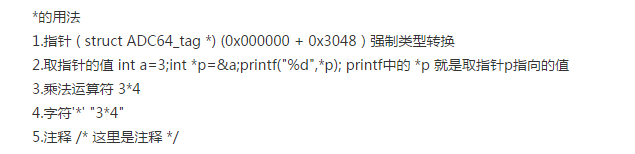 *的用法
1.指针 ( struct ADC64_tag *) (0x000000 + 0x3048 ) 强制类型转换
2.取指针的值 int a=3;int *p=&a;printf("%d",*p); printf中的 *p 就是取指针p指向的值
3.乘法运算符 3*4
4.字符'*' "3*4"
5.注释 /* 这里是注释 */